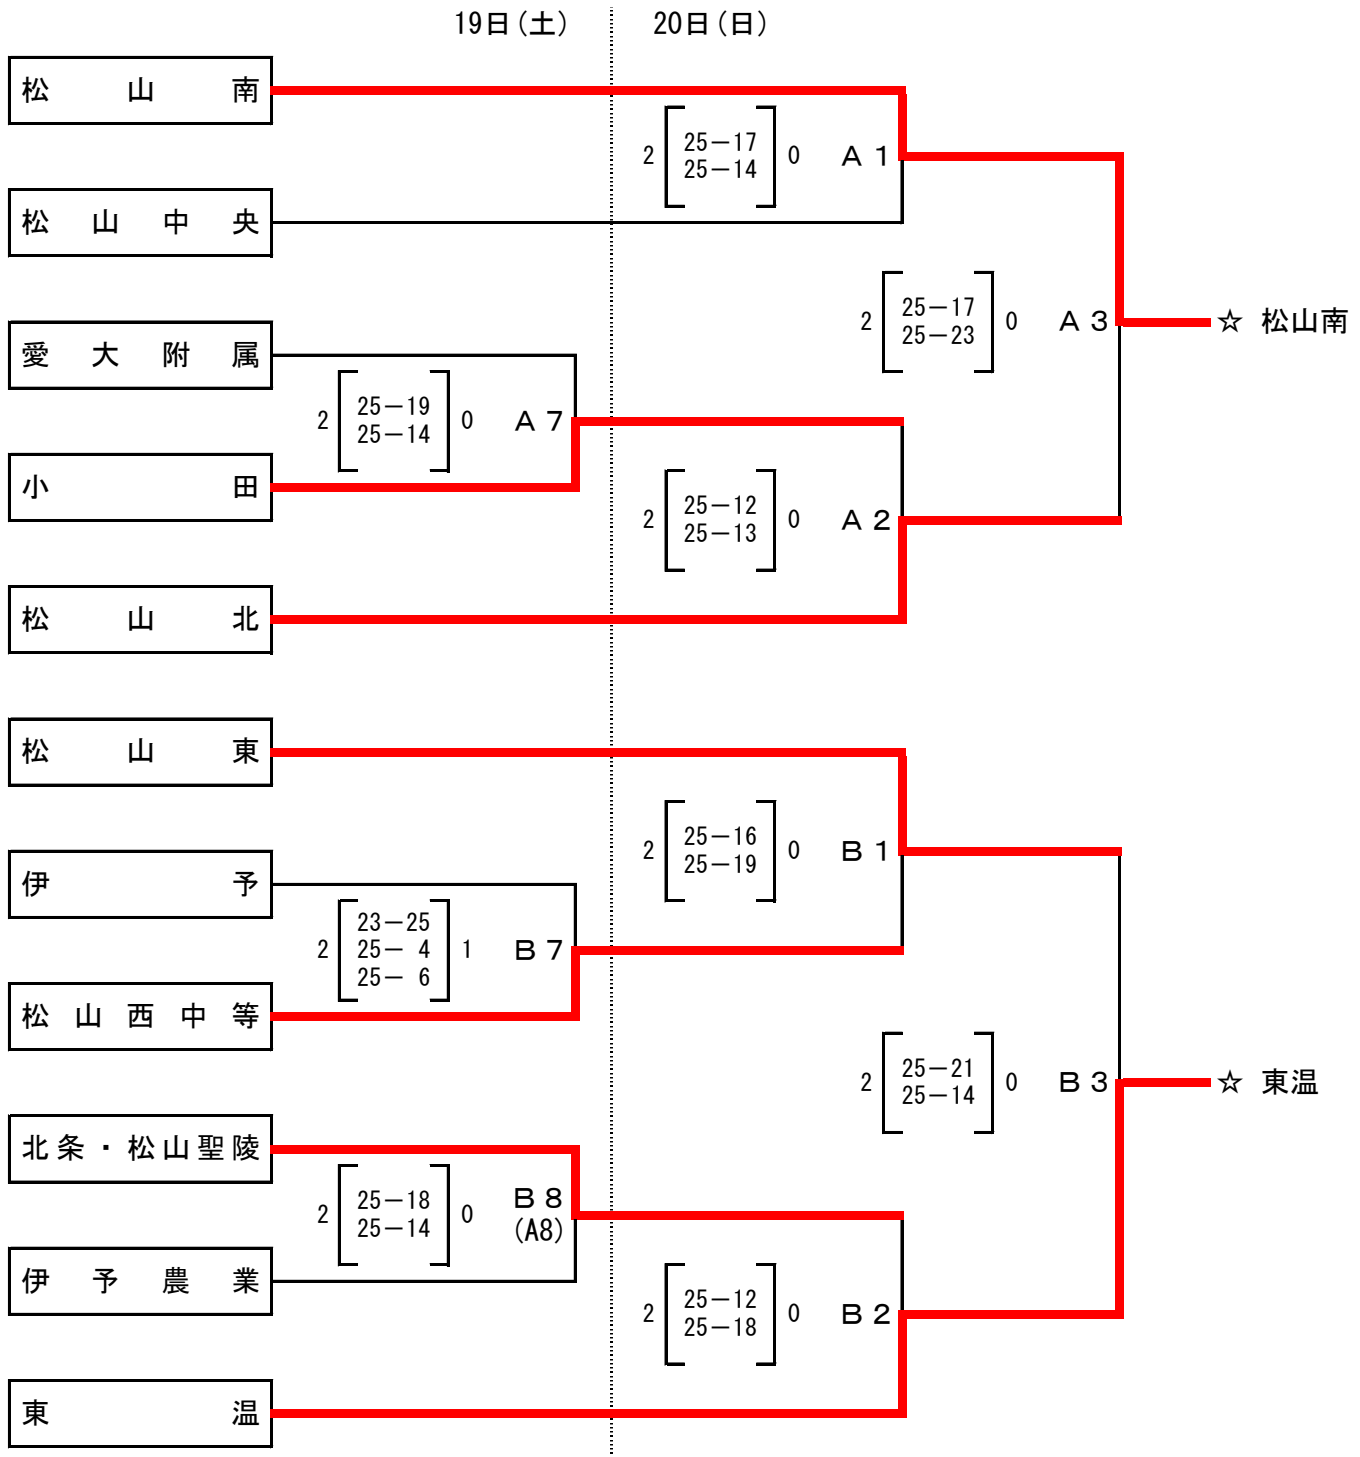 19日(土) 20日(日)
松山南
2 25－17 0 A1
25－14
松山中央
2 25－17 0 A3
25－23
☆ 松山南
愛大附属
2 25－19 0 A7
25－14
小田
2 25－12 0 A2
25－13
松山北
松山東
2 25－16 0 B1
25－19
伊予
23－25
2 25－ 4 1 B7
25－ 6
松山西中等
2 25－21 0 B3
25－14
☆ 東温
北条・松山聖陵
2 25－18 0 B8
25－14 (A8)
伊予農業
2 25－12 0 B2
25－18
東温